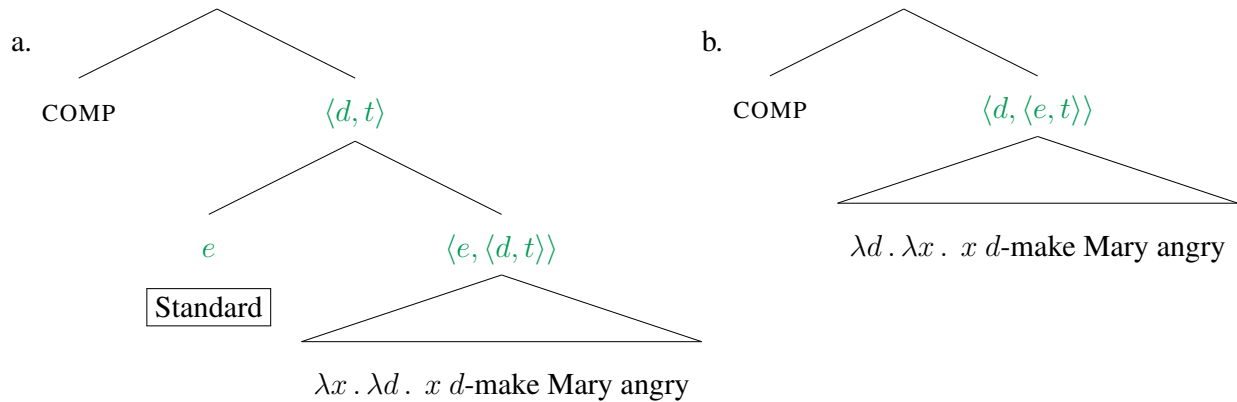 a.
COMP
⟨d, t⟩
e
⟨e, ⟨d, t⟩⟩
Standard
λx . λd . x d-make Mary angry
b.
COMP
⟨d, ⟨e, t⟩⟩
λd . λx . x d-make Mary angry